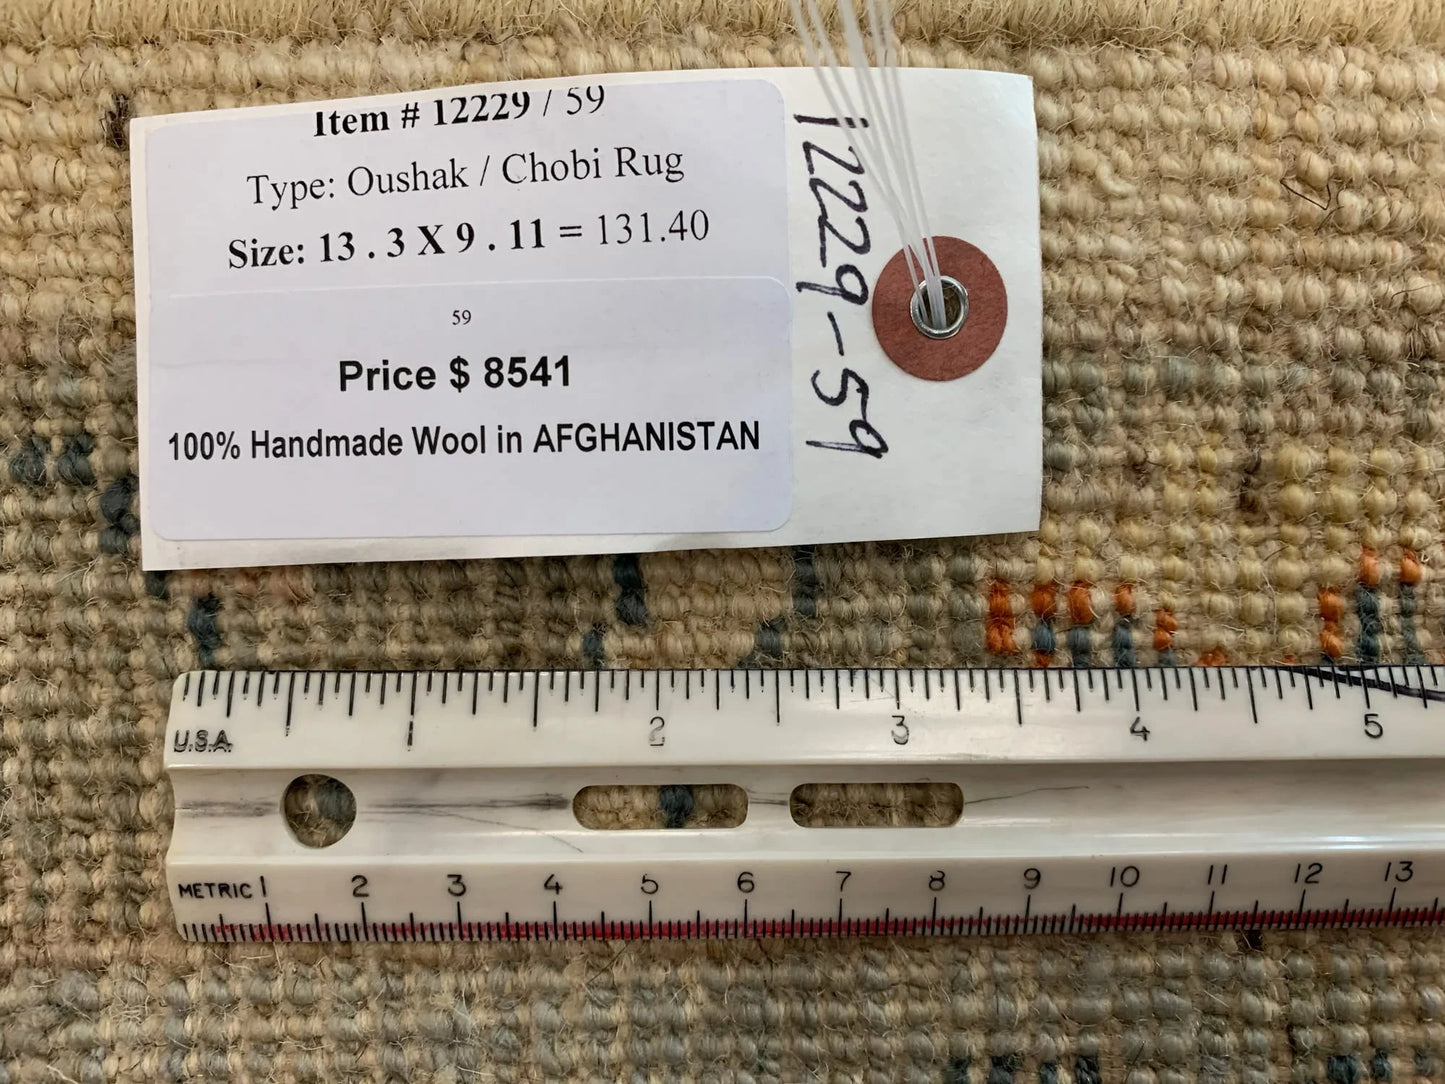 Item # 12229 / 59
Type: Oushak / Chobi Rug
Size: 13 . 3 X 9 . 11 = 131.40
59
Price $ 8541
100% Handmade Wool in AFGHANISTAN
12229-59
1 2 3 4 5
U.S.A.
METRIC 1 2 3 4 5 6 7 8 9 10 11 12 13